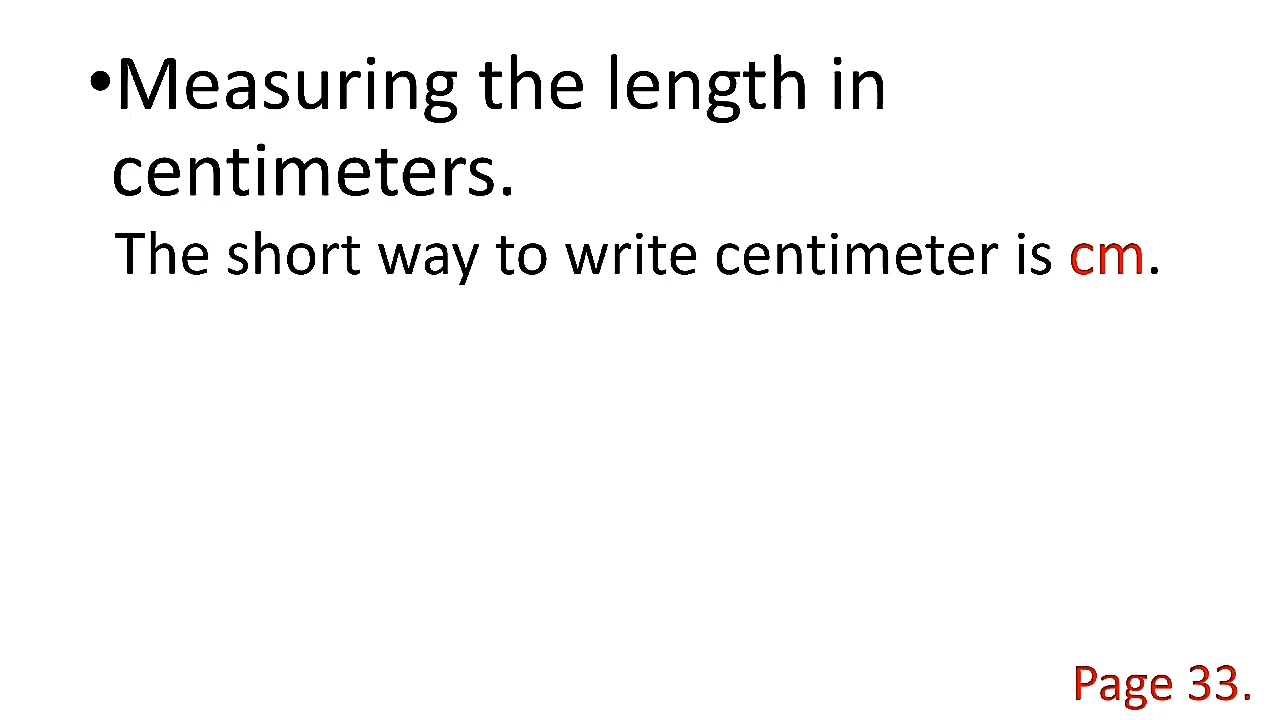 •Measuring the length in
centimeters.
The short way to write centimeter is cm.
Page 33.